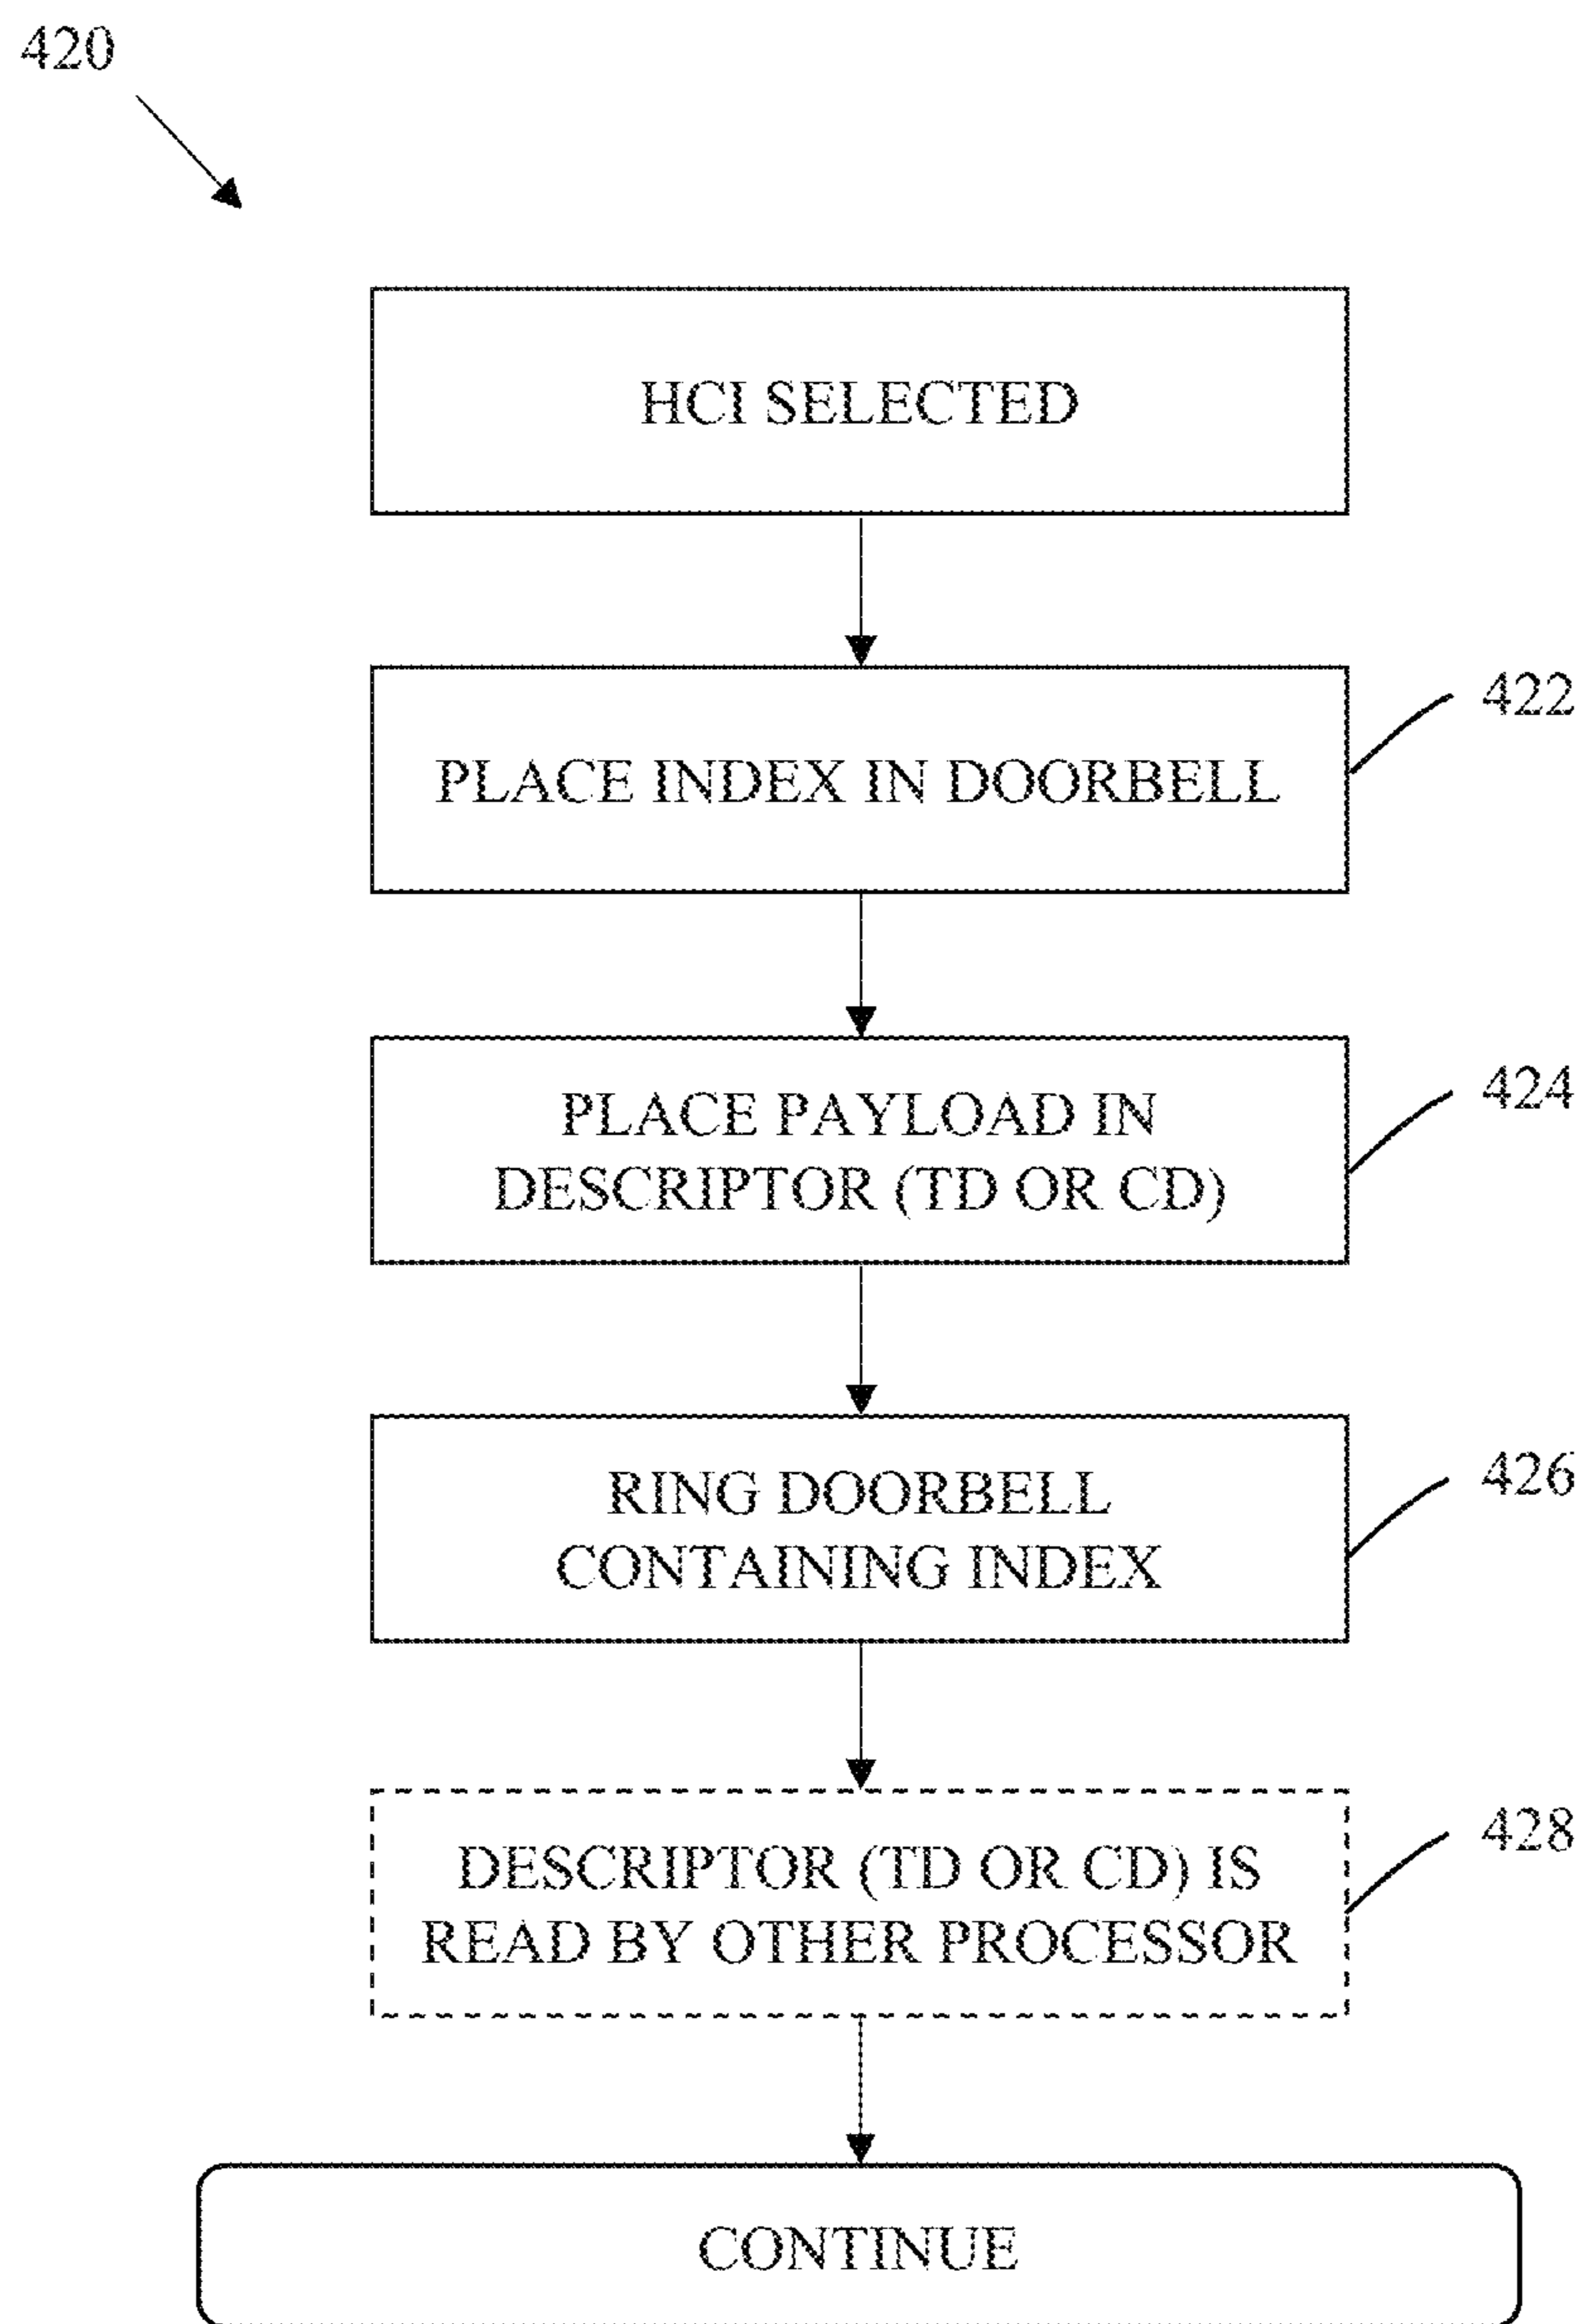 420
HCI SELECTED
PLACE INDEX IN DOORBELL
422
PLACE PAYLOAD IN
DESCRIPTOR (TD OR CD)
424
RING DOORBELL
CONTAINING INDEX
426
DESCRIPTOR (TD OR CD) IS
READ BY OTHER PROCESSOR
428
CONTINUE